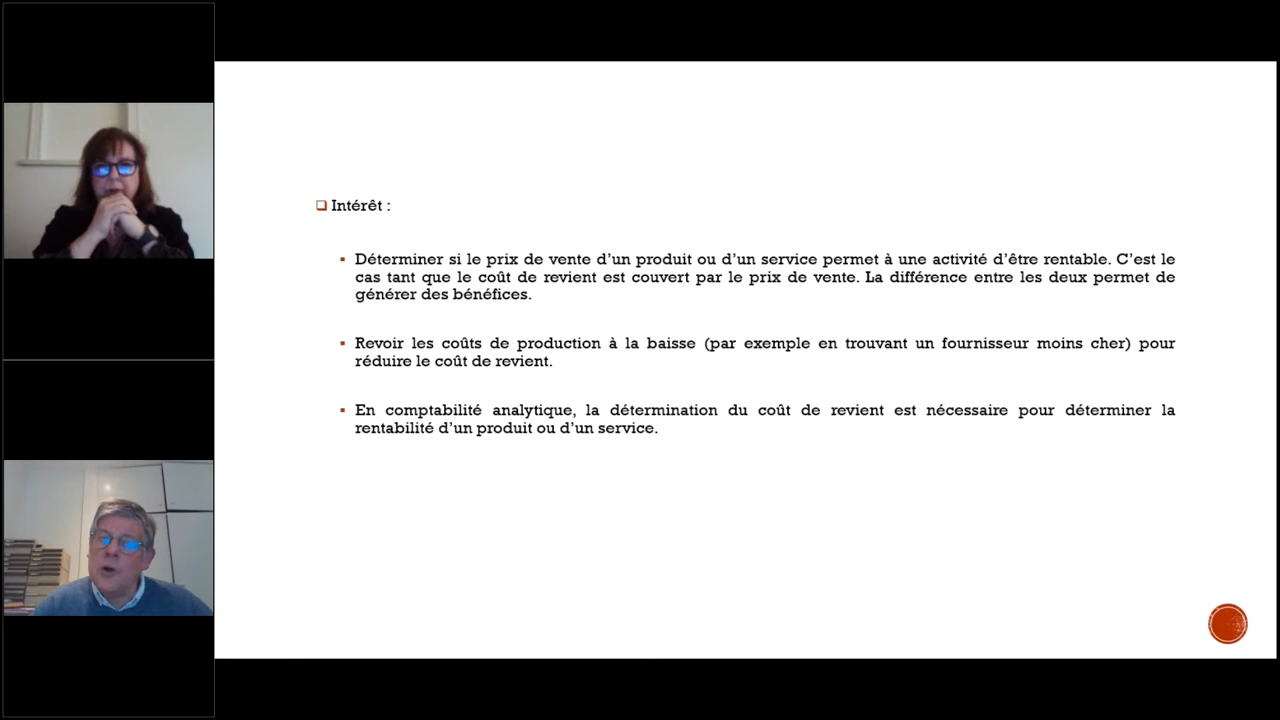 Intérêt :
Déterminer si le prix de vente d’un produit ou d’un service permet à une activité d’être rentable. C’est le
cas tant que le coût de revient est couvert par le prix de vente. La différence entre les deux permet de
générer des bénéfices.
Revoir les coûts de production à la baisse (par exemple en trouvant un fournisseur moins cher) pour
réduire le coût de revient.
En comptabilité analytique, la détermination du coût de revient est nécessaire pour déterminer la
rentabilité d’un produit ou d’un service.